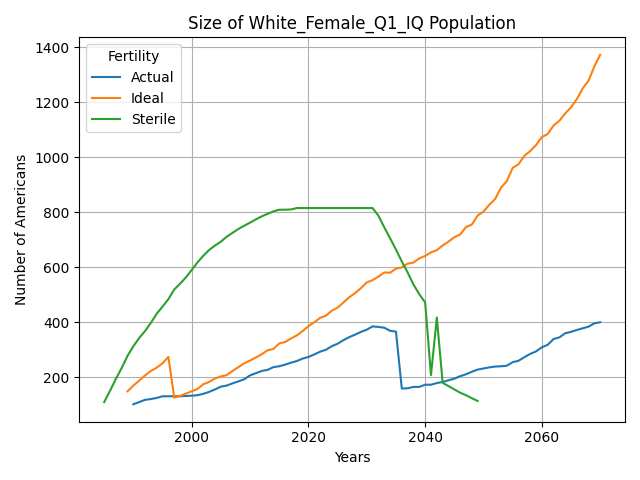 Size of White_Female_Q1_IQ Population
Number of Americans
1400
1200
1000
800
600
400
200
Fertility
Actual
Ideal
Sterile
2000
2020
2040
2060
Years